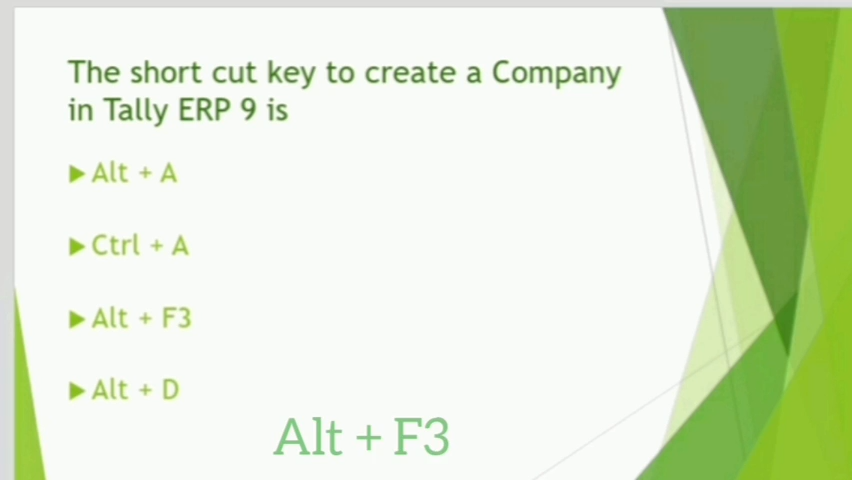 The short cut key to create a Company
in Tally ERP 9 is
Alt + A
Ctrl + A
Alt + F3
Alt + D
Alt + F3